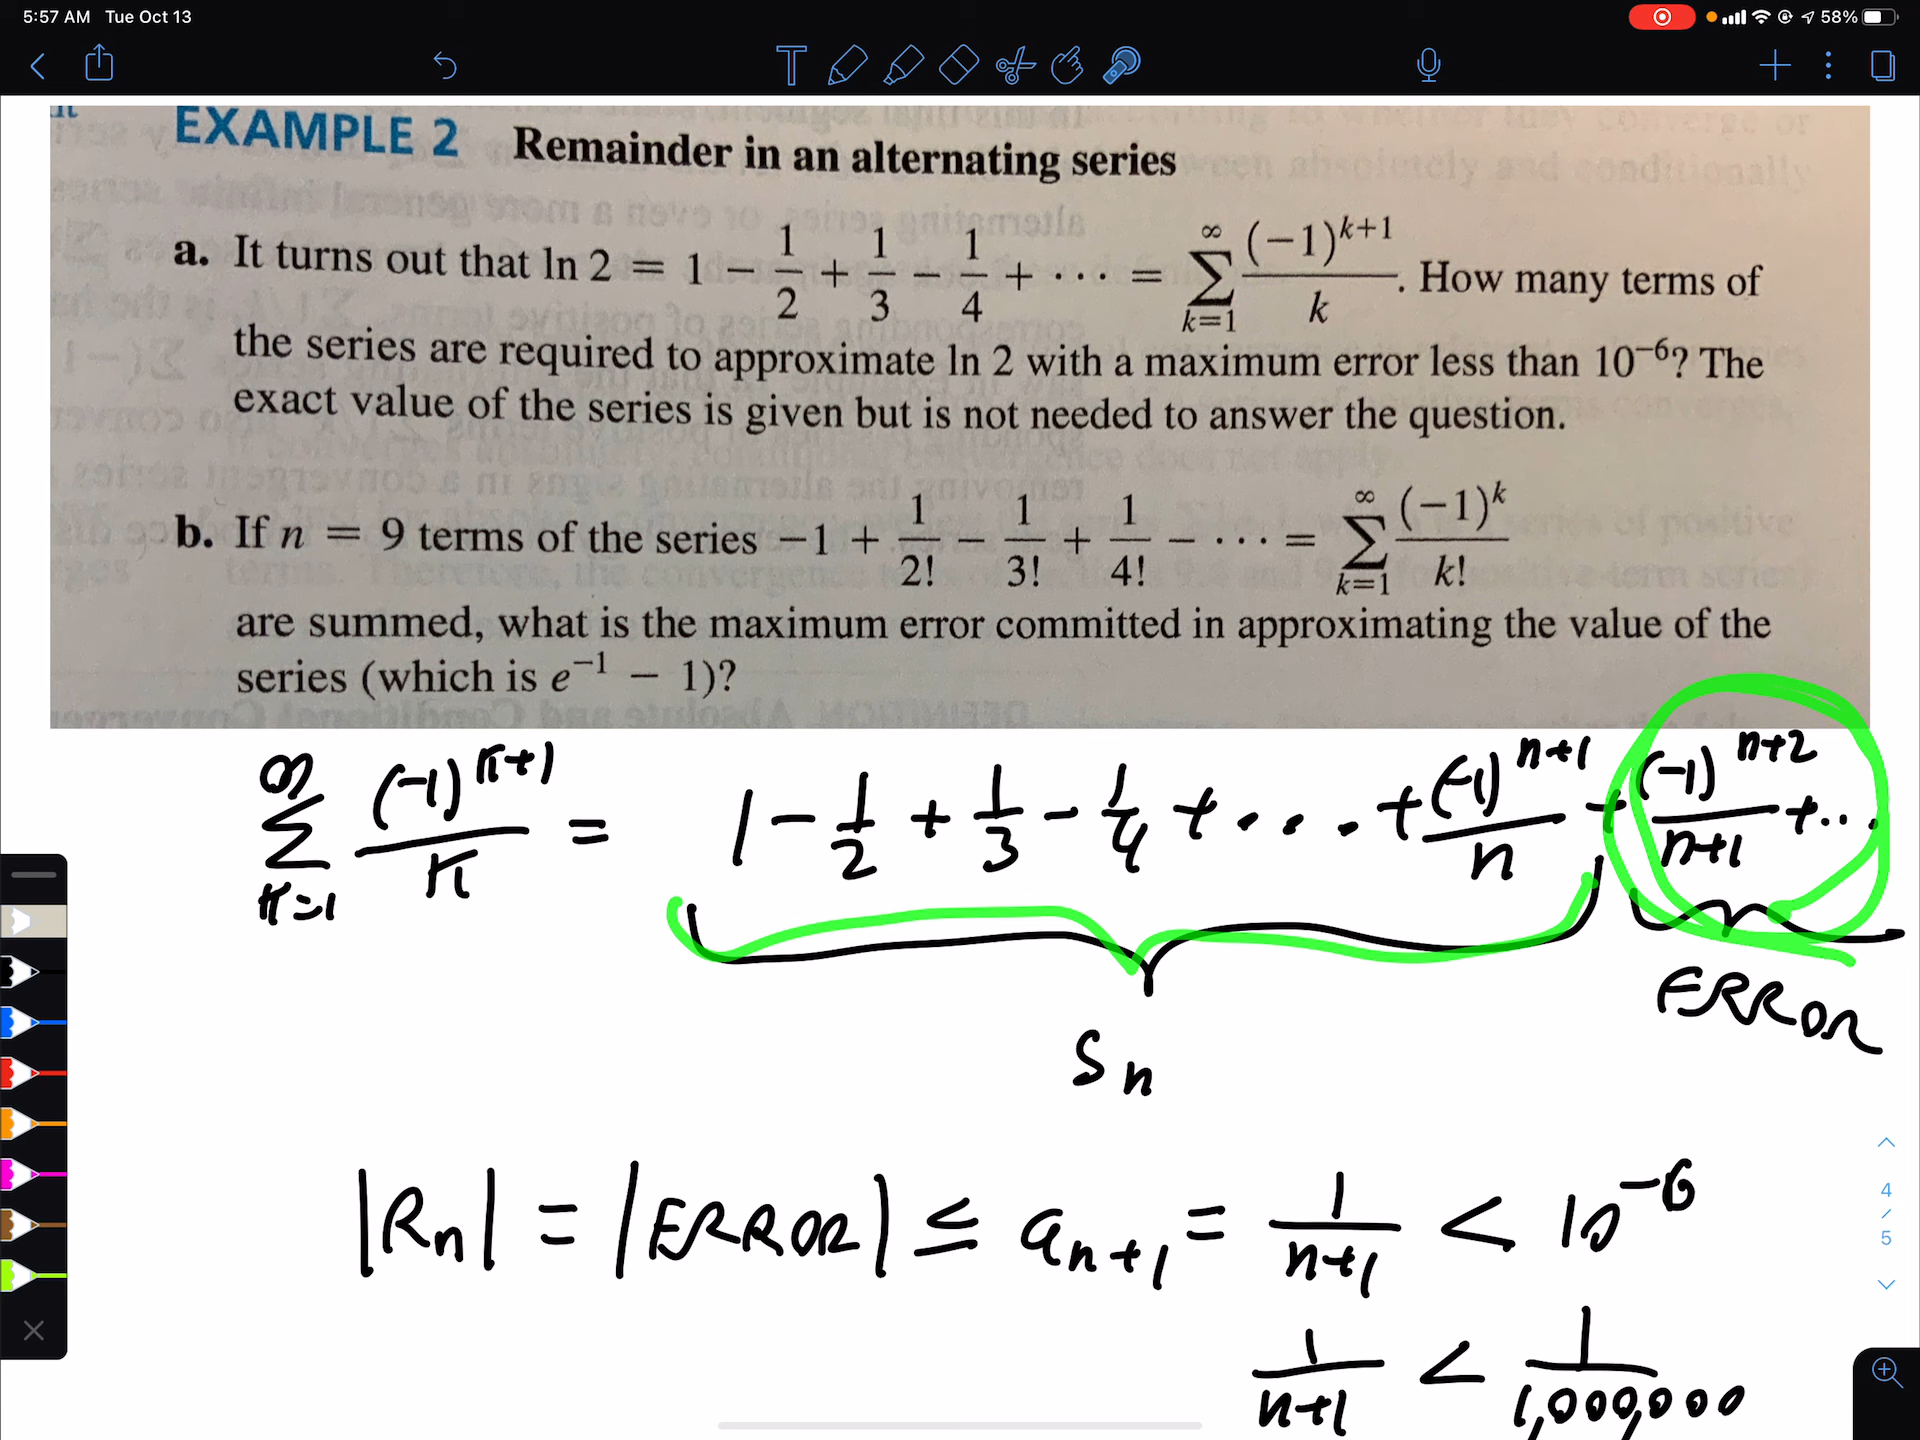 5:57 AM Tue Oct 13
58%
EXAMPLE 2 Remainder in an alternating series
a. It turns out that ln 2 = 1 − 1/2 + 1/3 − 1/4 + ⋯ = ∑_{k=1}^{∞} (−1)^{k+1}/k. How many terms of
the series are required to approximate ln 2 with a maximum error less than 10^{−6}? The
exact value of the series is given but is not needed to answer the question.
b. If n = 9 terms of the series −1 + 1/2! − 1/3! + 1/4! − ⋯ = ∑_{k=1}^{∞} (−1)^k/k!
are summed, what is the maximum error committed in approximating the value of the
series (which is e^{−1} − 1)?
∑_{k=1}^{∞} (-1)^{k+1}/k = 1 - 1/2 + 1/3 - 1/4 + ... + (-1)^{n+1}/n + (-1)^{n+2}/n+1 + ...
ERROR
S_n
|R_n| = |ERROR| ≤ a_{n+1} = 1/n+1 < 10^{-6}
1/n+1 < 1/1,000,000
4
/
5